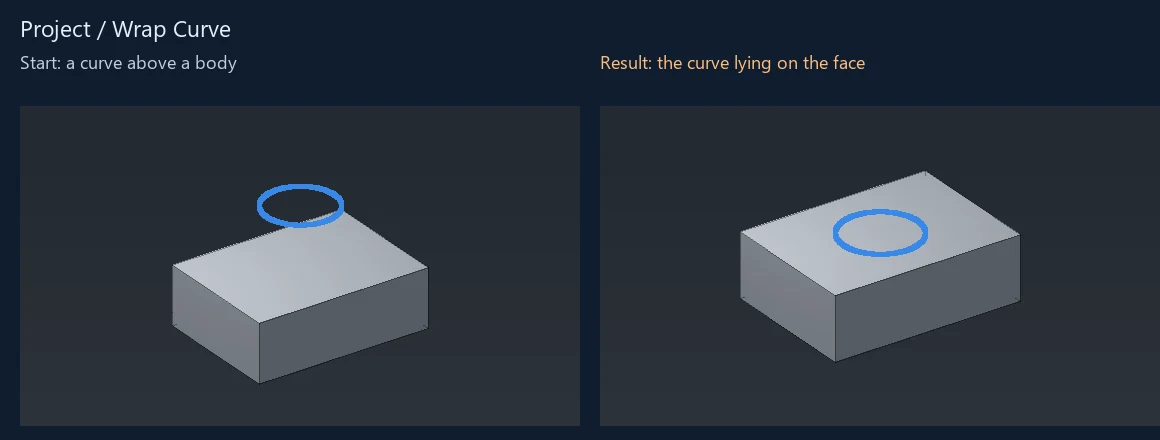 Project / Wrap Curve
Start: a curve above a body
Result: the curve lying on the face